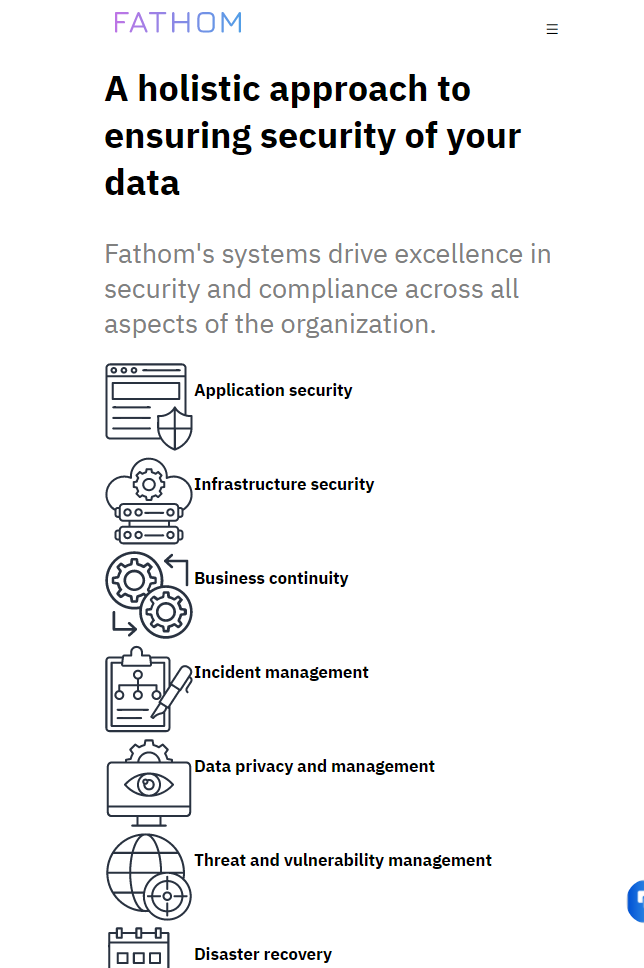 FATHOM
A holistic approach to
ensuring security of your
data
Fathom's systems drive excellence in
security and compliance across all
aspects of the organization.
Application security
Infrastructure security
Business continuity
Incident management
Data privacy and management
Threat and vulnerability management
Disaster recovery